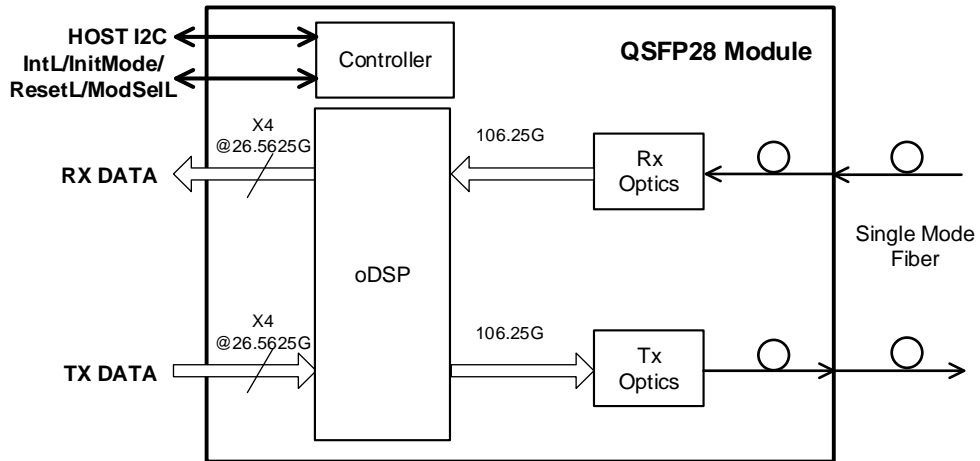 HOST I2C
IntL/InitMode/
ResetL/ModSelL
Controller
QSFP28 Module
X4
@26.5625G
106.25G
RX DATA
Rx
Optics
Single Mode
Fiber
oDSP
X4
@26.5625G
106.25G
TX DATA
Tx
Optics